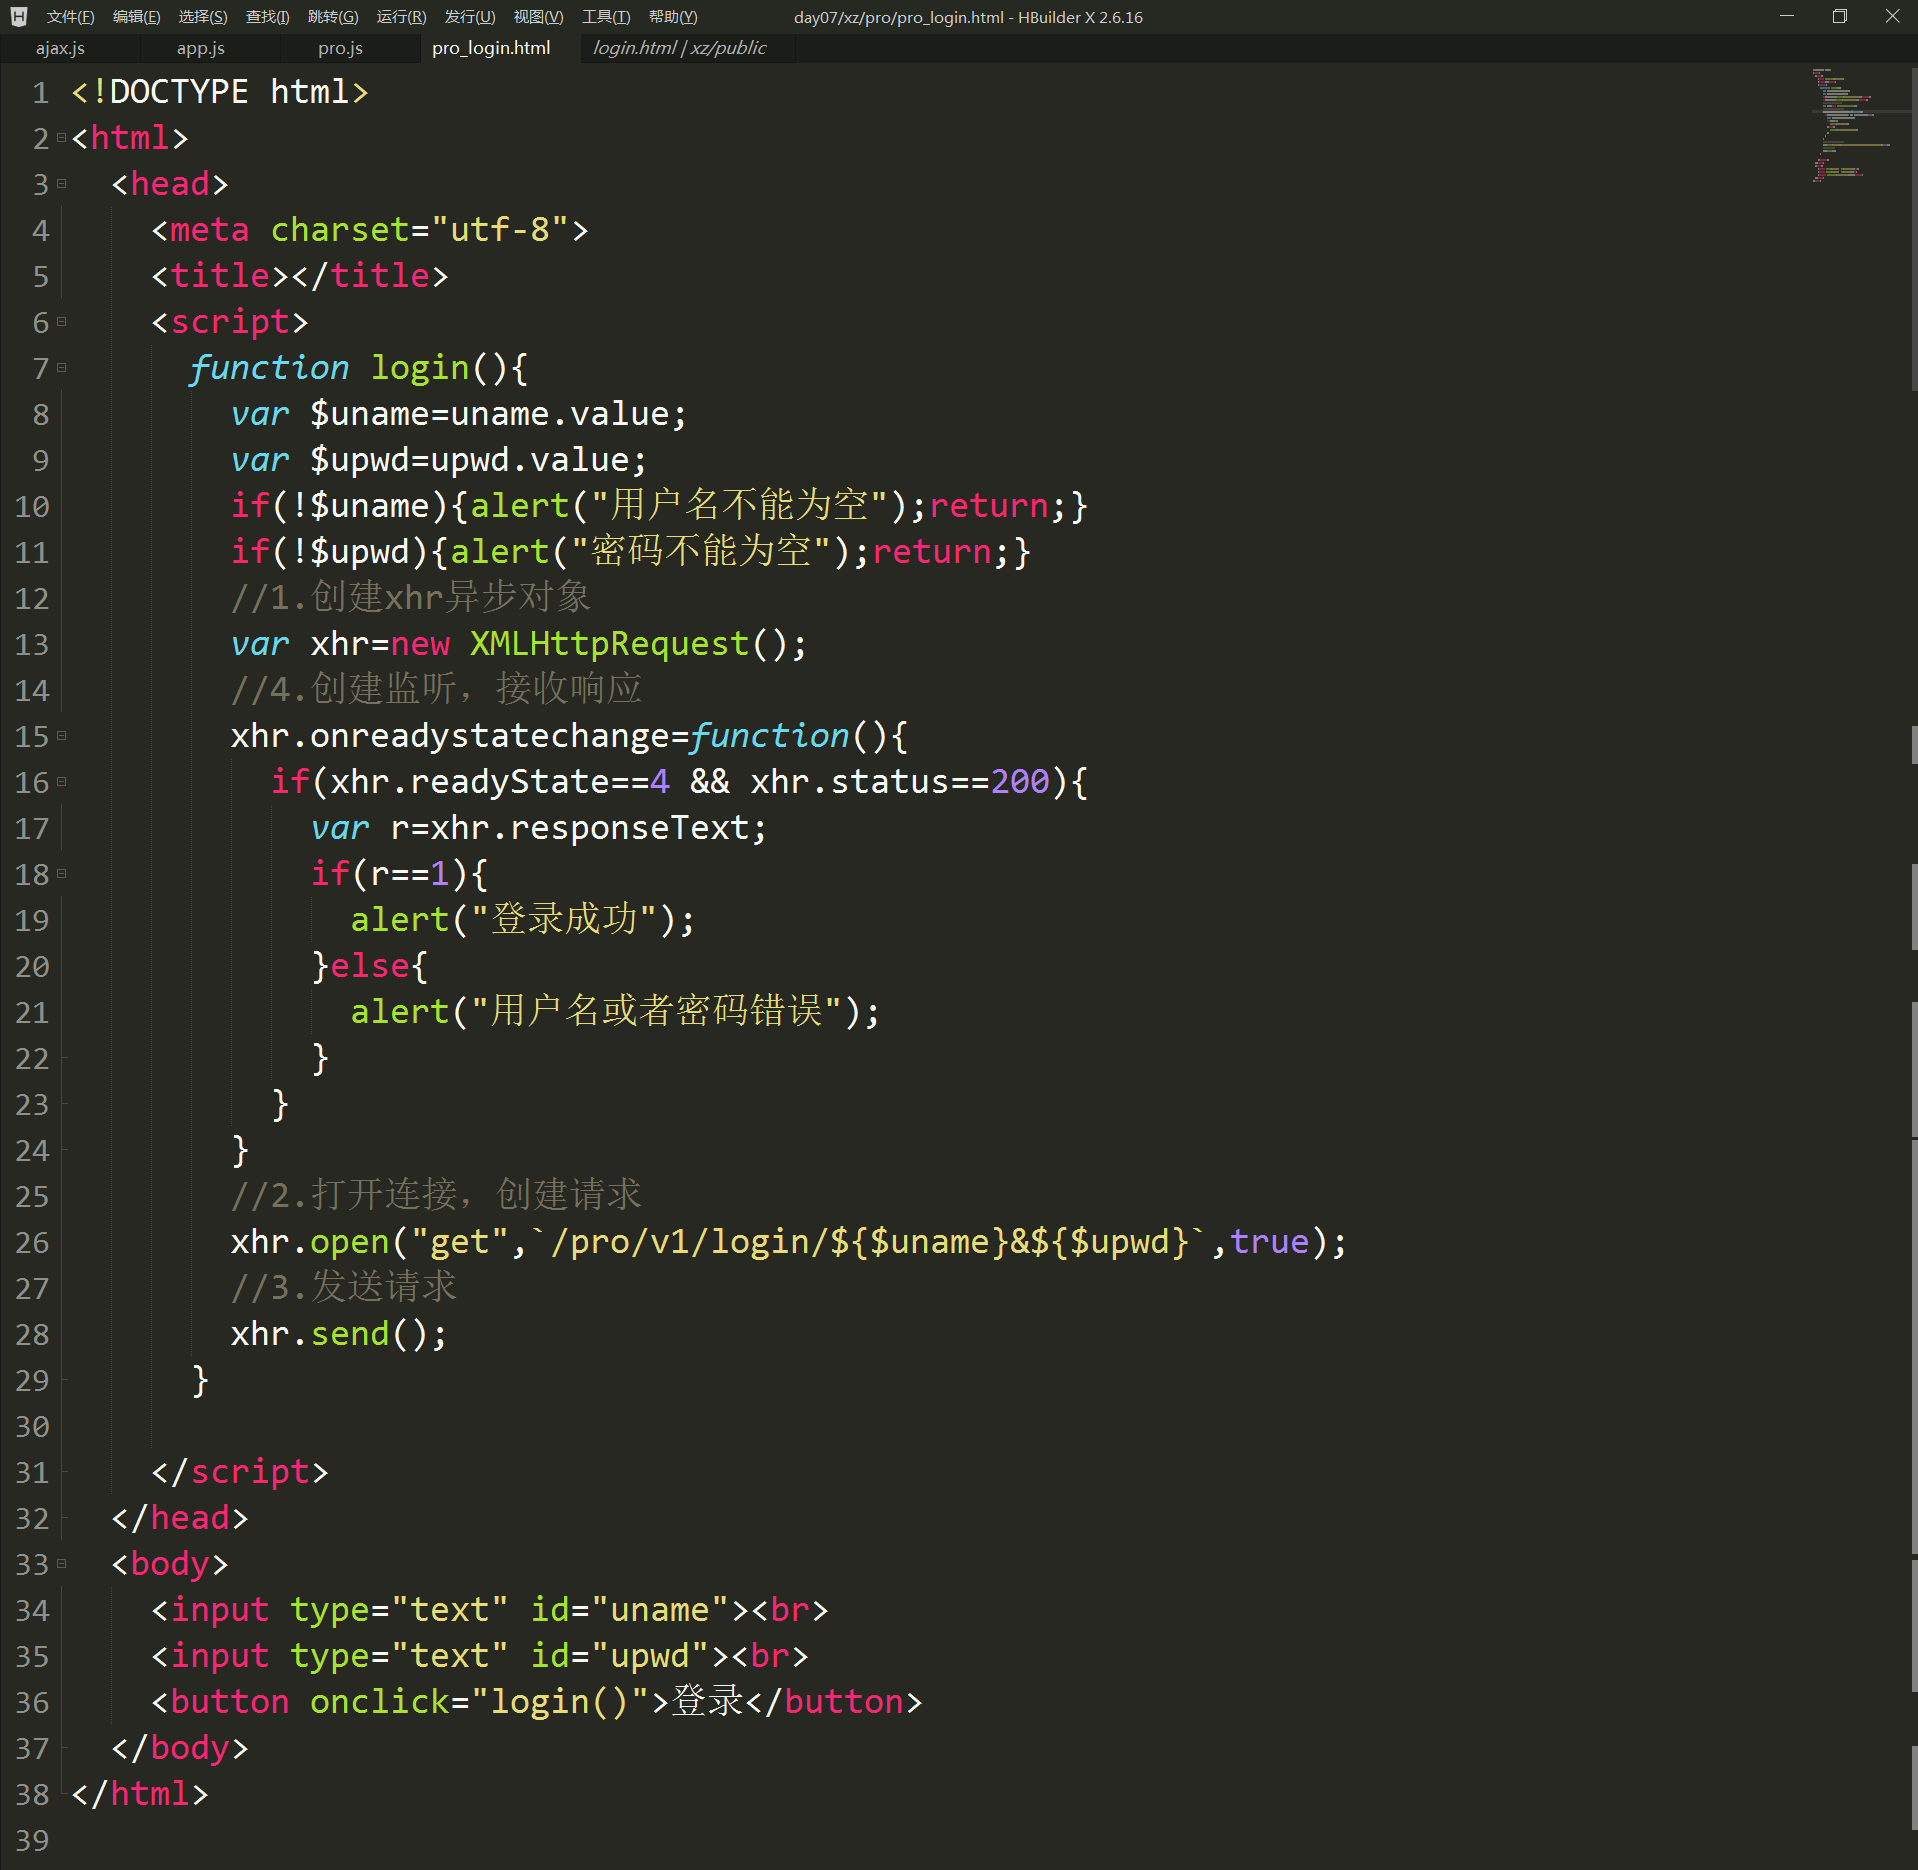 文件(F) 编辑(E) 选择(S) 查找(I) 跳转(G) 运行(R) 发行(U) 视图(V) 工具(T) 帮助(Y) day07/xz/pro/pro_login.html - HBuilder X 2.6.16
ajax.js app.js pro.js pro_login.html login.html | xz/public
1 <!DOCTYPE html>
2 <html>
3 <head>
4 <meta charset="utf-8">
5 <title></title>
6 <script>
7 function login(){
8 var $uname=uname.value;
9 var $upwd=upwd.value;
10 if(!$uname){alert("用户名不能为空");return;}
11 if(!$upwd){alert("密码不能为空");return;}
12 //1.创建xhr异步对象
13 var xhr=new XMLHttpRequest();
14 //4.创建监听，接收响应
15 xhr.onreadystatechange=function(){
16 if(xhr.readyState==4 && xhr.status==200){
17 var r=xhr.responseText;
18 if(r==1){
19 alert("登录成功");
20 }else{
21 alert("用户名或者密码错误");
22 }
23 }
24 }
25 //2.打开连接，创建请求
26 xhr.open("get",`/pro/v1/login/${$uname}&${$upwd}`,true);
27 //3.发送请求
28 xhr.send();
29 }
30
31 </script>
32 </head>
33 <body>
34 <input type="text" id="uname"><br>
35 <input type="text" id="upwd"><br>
36 <button onclick="login()">登录</button>
37 </body>
38 </html>
39